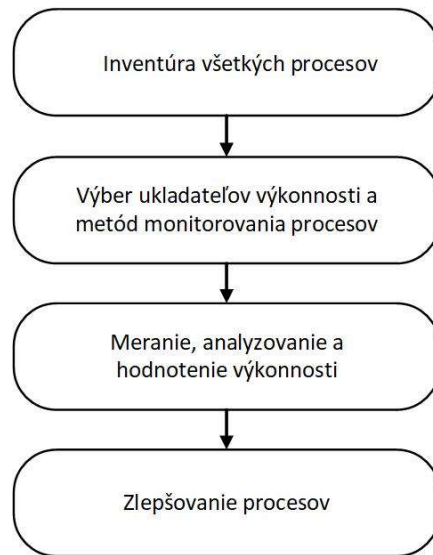 Inventúra všetkých procesov
Výber ukladateľov výkonnosti a
metód monitorovania procesov
Meranie, analyzovanie a
hodnotenie výkonnosti
Zlepšovanie procesov